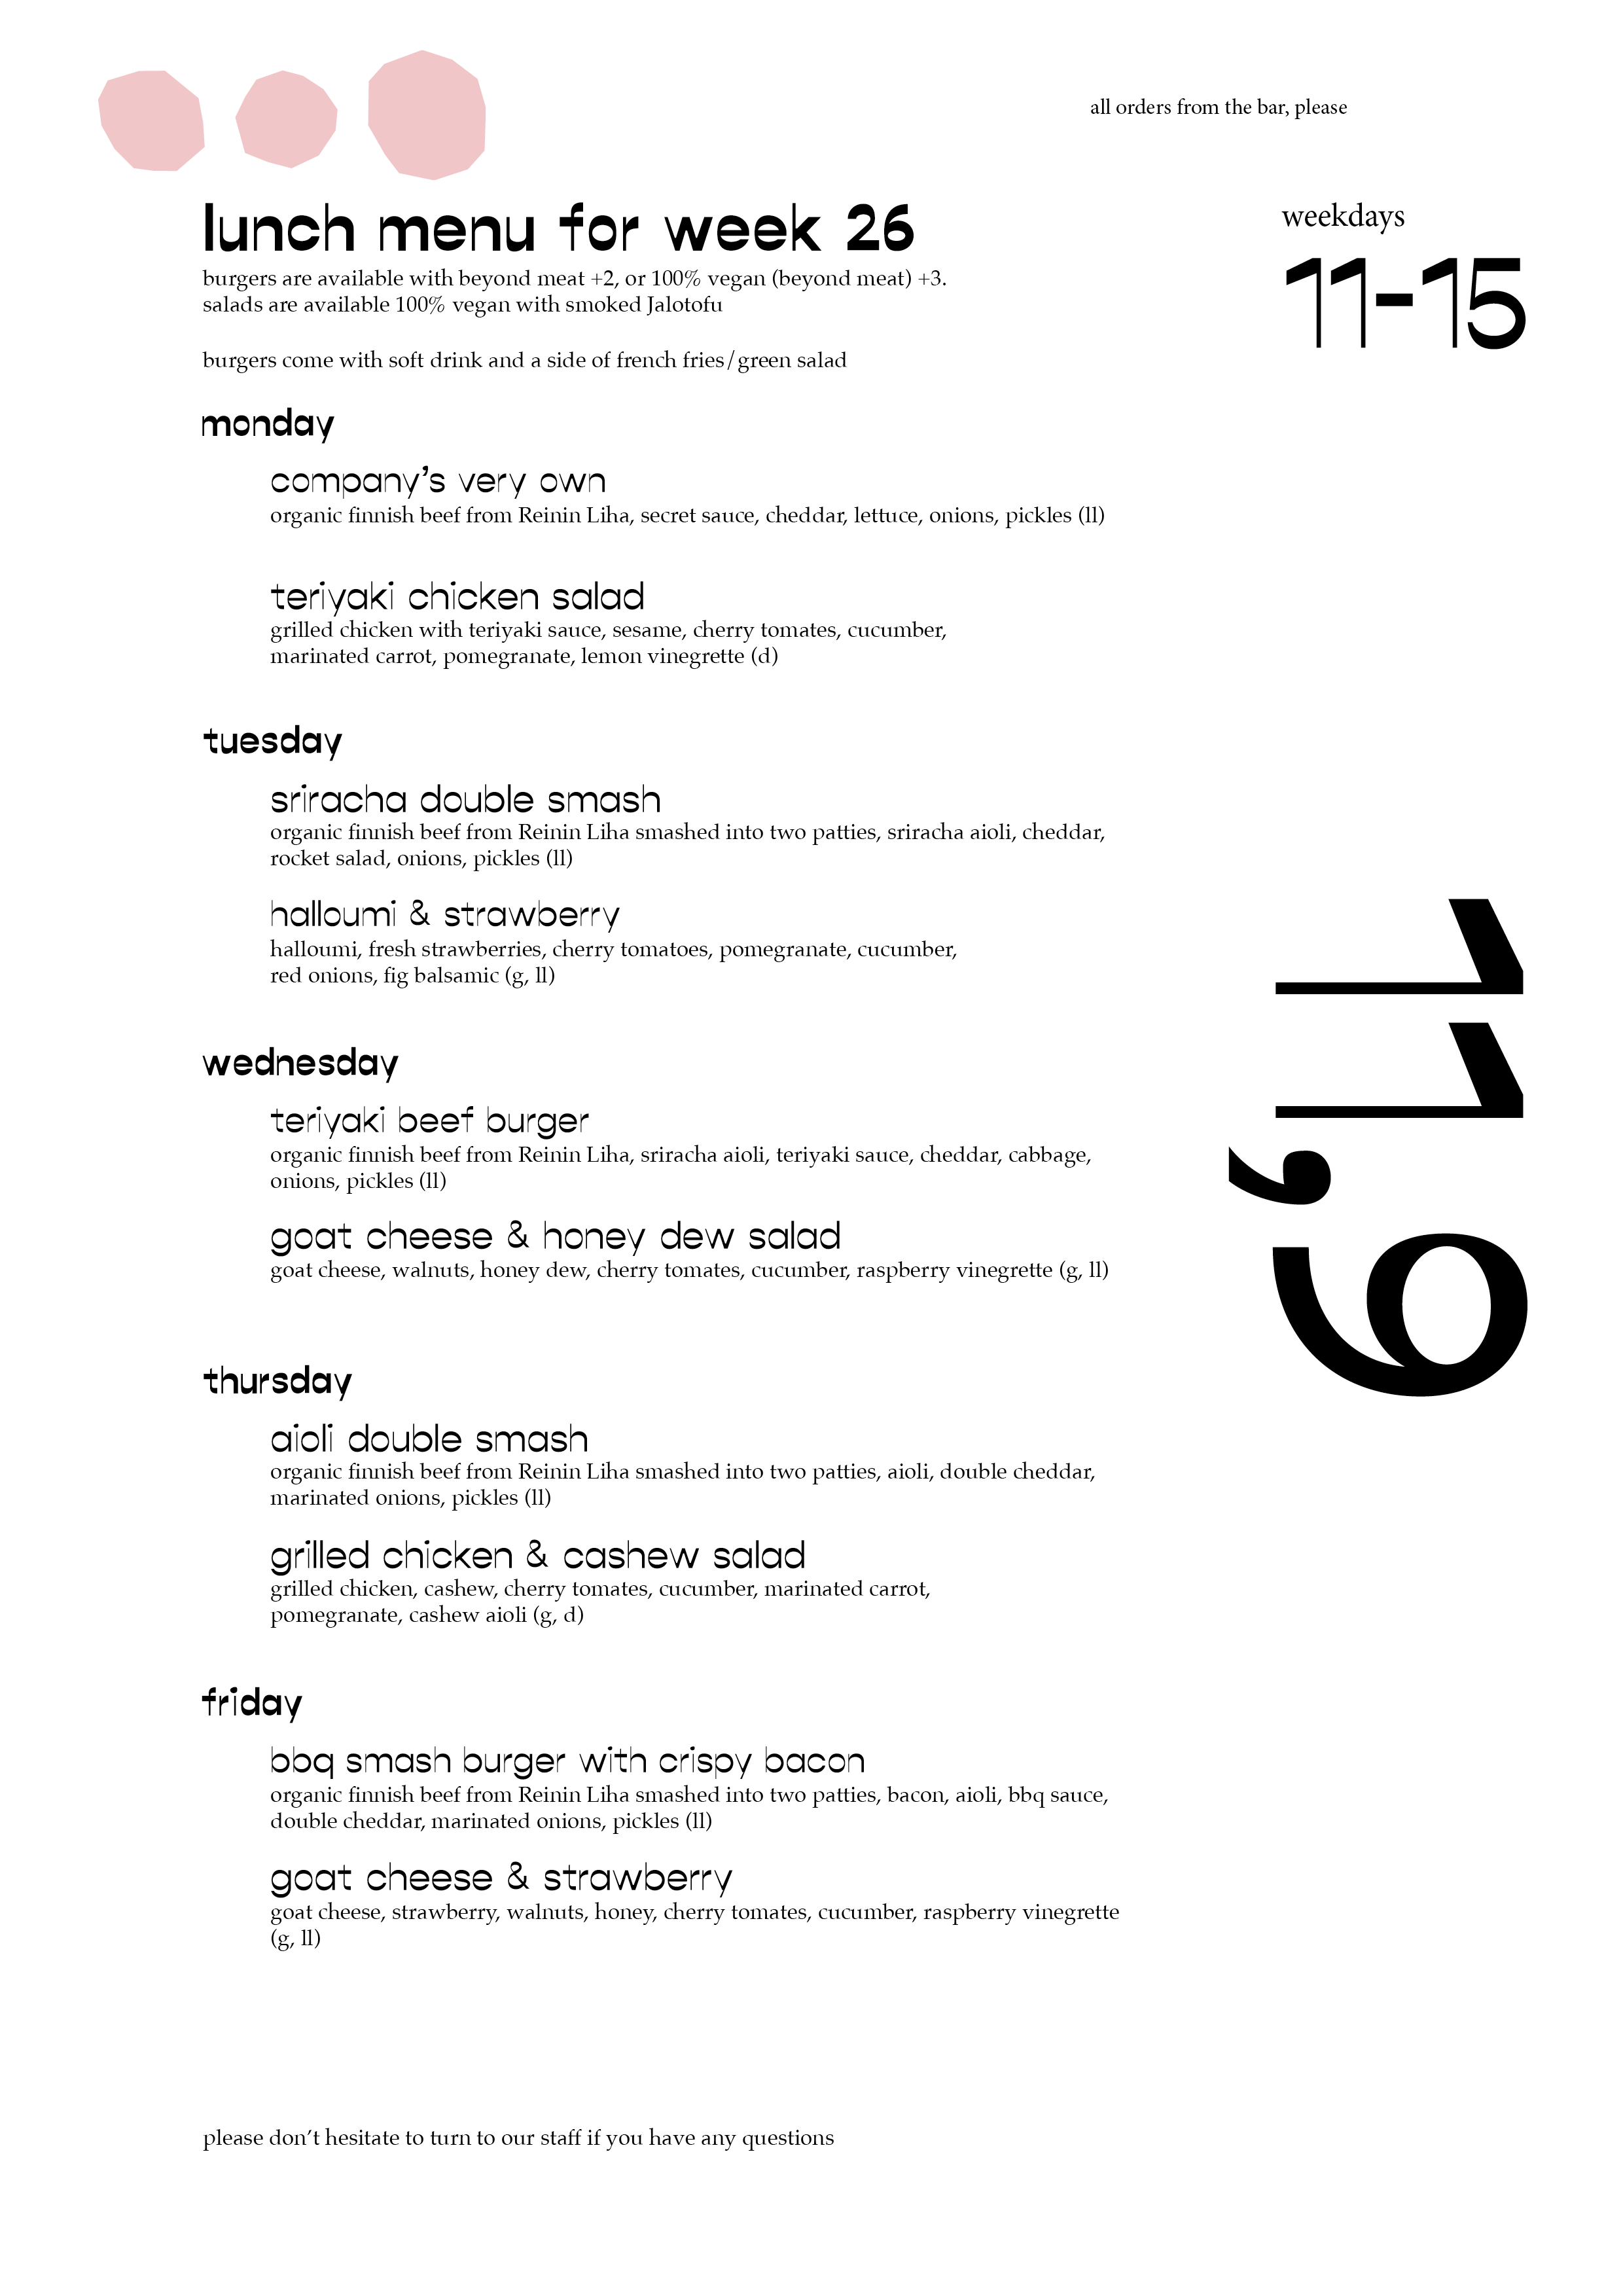 all orders from the bar, please
lunch menu for week 26
burgers are available with beyond meat +2, or 100% vegan (beyond meat) +3.
salads are available 100% vegan with smoked Jalotofu
burgers come with soft drink and a side of french fries/green salad
weekdays
11-15
monday
company’s very own
organic finnish beef from Reinin Liha, secret sauce, cheddar, lettuce, onions, pickles (ll)
teriyaki chicken salad
grilled chicken with teriyaki sauce, sesame, cherry tomates, cucumber,
marinated carrot, pomegranate, lemon vinegrette (d)
tuesday
sriracha double smash
organic finnish beef from Reinin Liha smashed into two patties, sriracha aioli, cheddar,
rocket salad, onions, pickles (ll)
halloumi & strawberry
halloumi, fresh strawberries, cherry tomatoes, pomegranate, cucumber,
red onions, fig balsamic (g, ll)
11,9
wednesday
teriyaki beef burger
organic finnish beef from Reinin Liha, sriracha aioli, teriyaki sauce, cheddar, cabbage,
onions, pickles (ll)
goat cheese & honey dew salad
goat cheese, walnuts, honey dew, cherry tomates, cucumber, raspberry vinegrette (g, ll)
thursday
aioli double smash
organic finnish beef from Reinin Liha smashed into two patties, aioli, double cheddar,
marinated onions, pickles (ll)
grilled chicken & cashew salad
grilled chicken, cashew, cherry tomates, cucumber, marinated carrot,
pomegranate, cashew aioli (g, d)
friday
bbq smash burger with crispy bacon
organic finnish beef from Reinin Liha smashed into two patties, bacon, aioli, bbq sauce,
double cheddar, marinated onions, pickles (ll)
goat cheese & strawberry
goat cheese, strawberry, walnuts, honey, cherry tomates, cucumber, raspberry vinegrette
(g, ll)
please don’t hesitate to turn to our staff if you have any questions